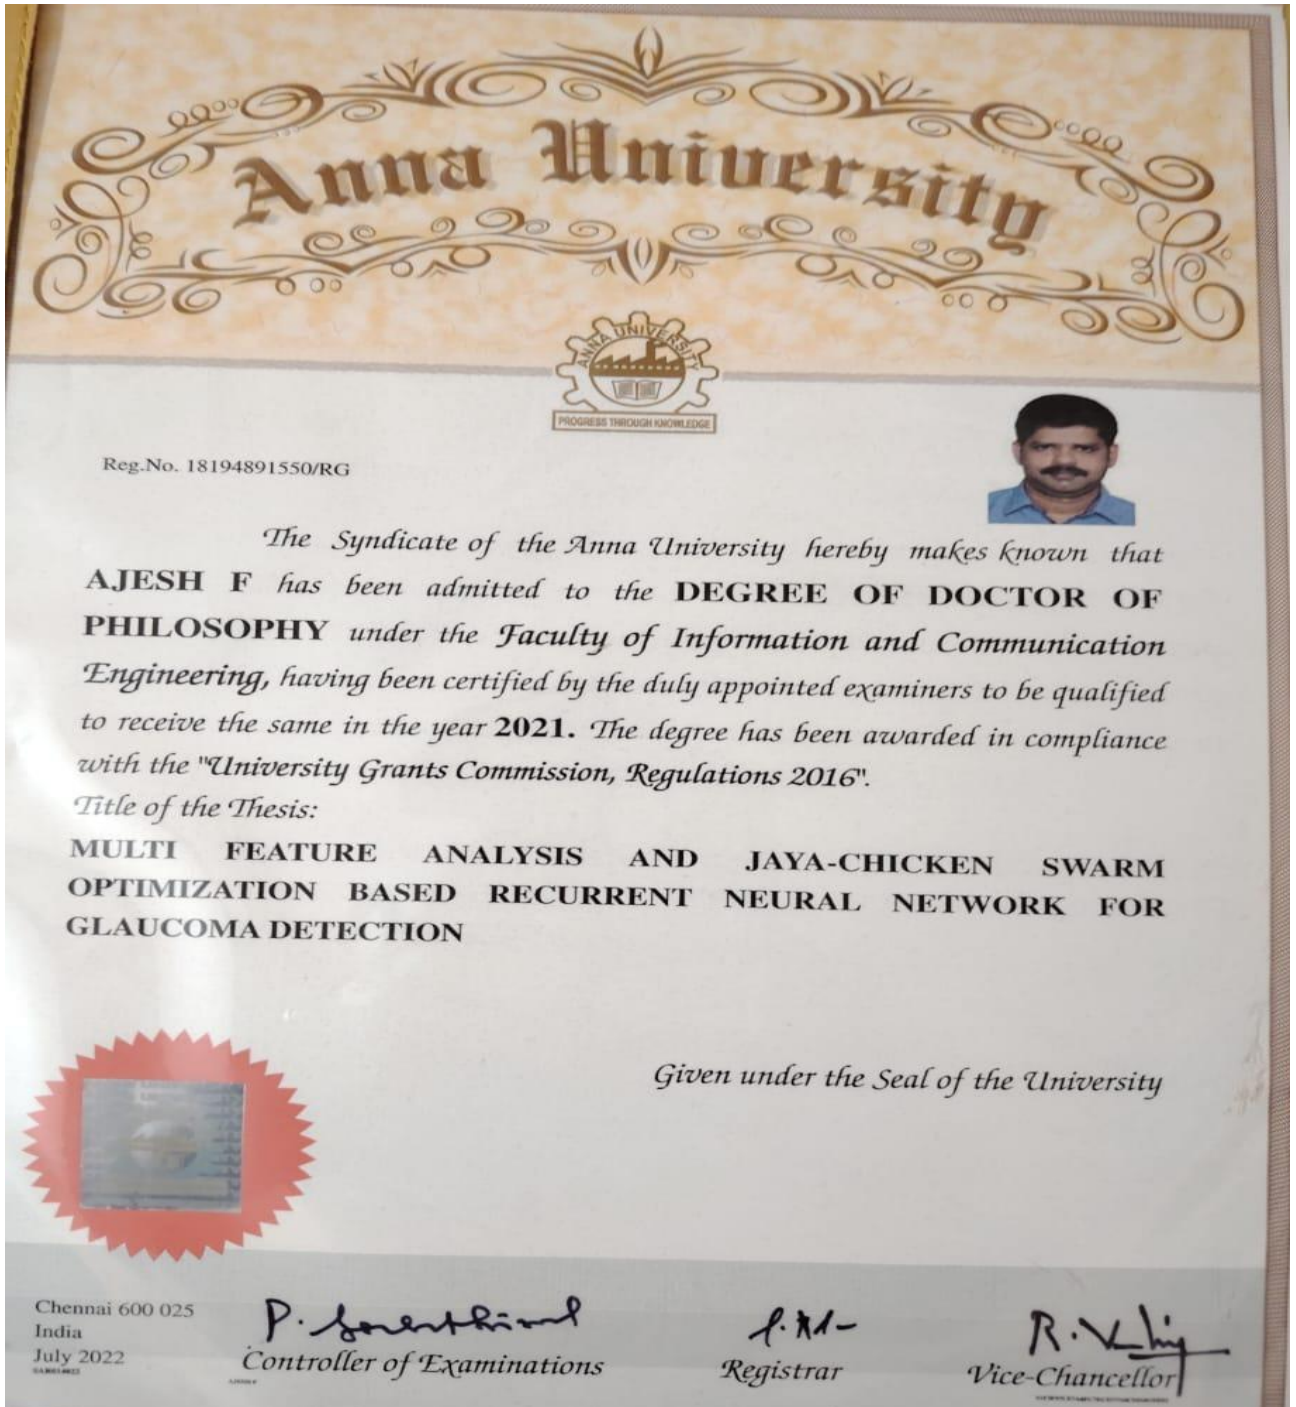 Anna University
ANNA UNIVERSITY
PROGRESS THROUGH KNOWLEDGE
Reg.No. 18194891550/RG
The Syndicate of the Anna University hereby makes known that
AJESH F has been admitted to the DEGREE OF DOCTOR OF
PHILOSOPHY under the Faculty of Information and Communication
Engineering, having been certified by the duly appointed examiners to be qualified
to receive the same in the year 2021. The degree has been awarded in compliance
with the "University Grants Commission, Regulations 2016".
Title of the Thesis:
MULTI FEATURE ANALYSIS AND JAYA-CHICKEN SWARM
OPTIMIZATION BASED RECURRENT NEURAL NETWORK FOR
GLAUCOMA DETECTION
Given under the Seal of the University
Chennai 600 025
India
July 2022
Controller of Examinations
Registrar
Vice-Chancellor